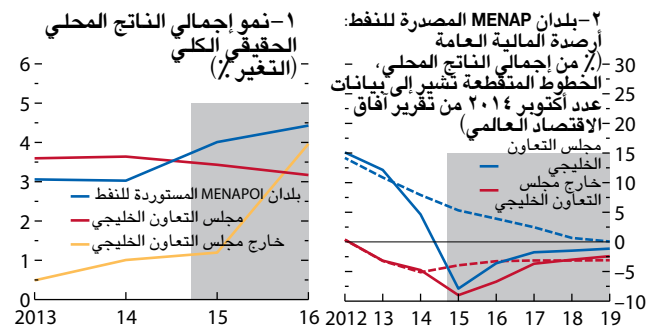 ١–نمو إجمالي الناتج المحلي
الحقيقي الكلي
(التغير ٪)
6
5
4
3
2
1
0
بلدان MENAPOI المستوردة للنفط
مجلس التعاون الخليجي
خارج مجلس التعاون الخليجي
2013 14 15 16
٢–بلدان MENAP المصدرة للنفط:
أرصدة المالية العامة
(٪ من إجمالي الناتج المحلي،
الخطوط المتقطعة تشير إلى بيانات
عدد أكتوبر ٢٠١٤ من تقرير آفاق
الاقتصاد العالمي)
مجلس التعاون
الخليجي
خارج مجلس
التعاون الخليجي
30
25
20
15
10
5
0
–5
–10
2012 13 14 15 16 17 18 19